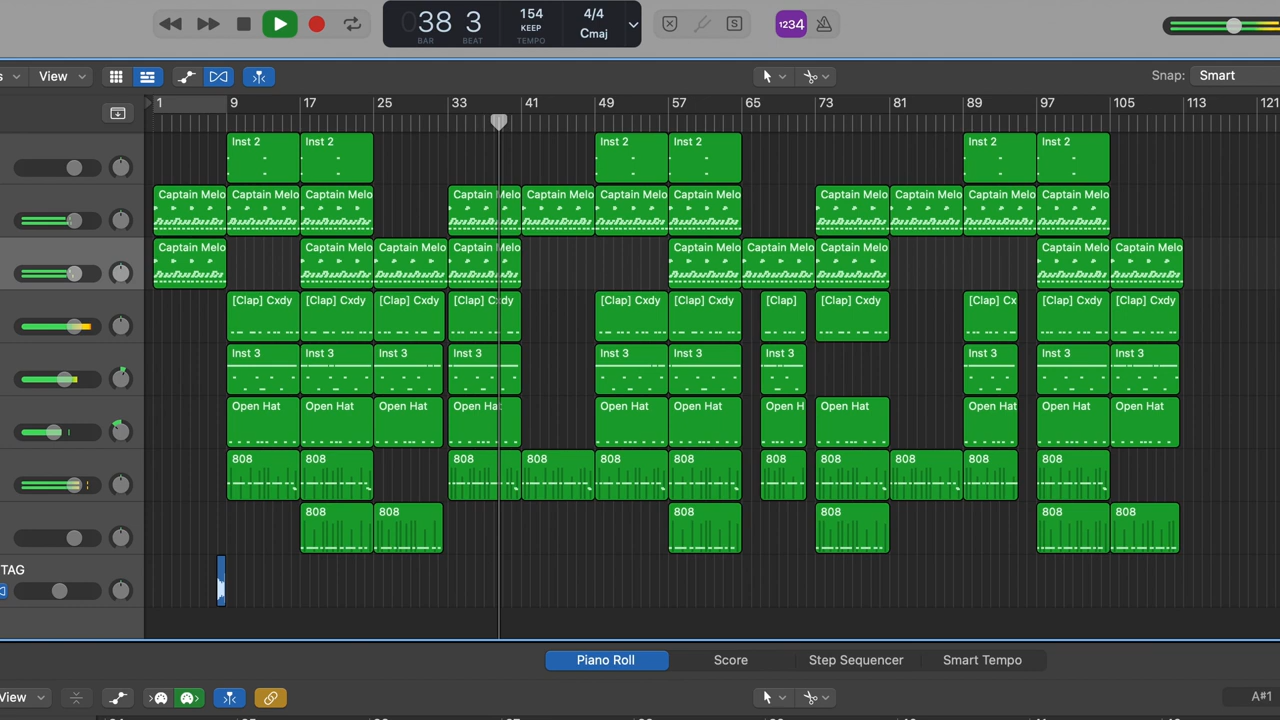 38 3 154 4/4
KEEP Cmaj
BAR BEAT TEMPO
1234
View Snap: Smart
1 9 17 25 33 41 49 57 65 73 81 89 97 105 113 121
Inst 2 Inst 2 Inst 2 Inst 2 Inst 2 Inst 2
Captain Melo Captain Melo Captain Melo Captain Melo Captain Melo Captain Melo Captain Melo Captain Melo Captain Melo Captain Melo Captain Melo
Captain Melo Captain Melo Captain Melo Captain Melo Captain Melo Captain Melo Captain Melo Captain Melo Captain Melo
[Clap] Cxdy [Clap] Cxdy [Clap] Cxdy [Clap] Cxdy [Clap] Cxdy [Clap] Cxdy [Clap] [Clap] Cxdy [Clap] Cx [Clap] Cxdy [Clap] Cxdy
Inst 3 Inst 3 Inst 3 Inst 3 Inst 3 Inst 3 Inst 3 Inst 3 Inst 3 Inst 3
Open Hat Open Hat Open Hat Open Hat Open Hat Open Hat Open H Open Hat Open Hat Open Hat Open Hat
808 808 808 808 808 808 808 808 808 808 808
808 808 808 808 808 808
TAG
Piano Roll Score Step Sequencer Smart Tempo
View A#1